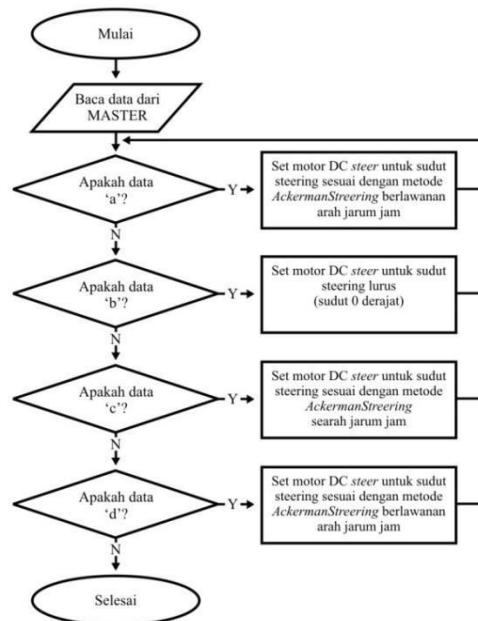 Mulai
Baca data dari
MASTER
Apakah data
‘a’?
Y
Set motor DC steer untuk sudut
steering sesuai dengan metode
AckermanStreering berlawanan
arah jarum jam
N
Apakah data
‘b’?
Y
Set motor DC steer untuk sudut
steering lurus
(sudut 0 derajat)
N
Apakah data
‘c’?
Y
Set motor DC steer untuk sudut
steering sesuai dengan metode
AckermanStreering
searah jarum jam
N
Apakah data
‘d’?
Y
Set motor DC steer untuk sudut
steering sesuai dengan metode
AckermanStreering berlawanan
arah jarum jam
N
Selesai